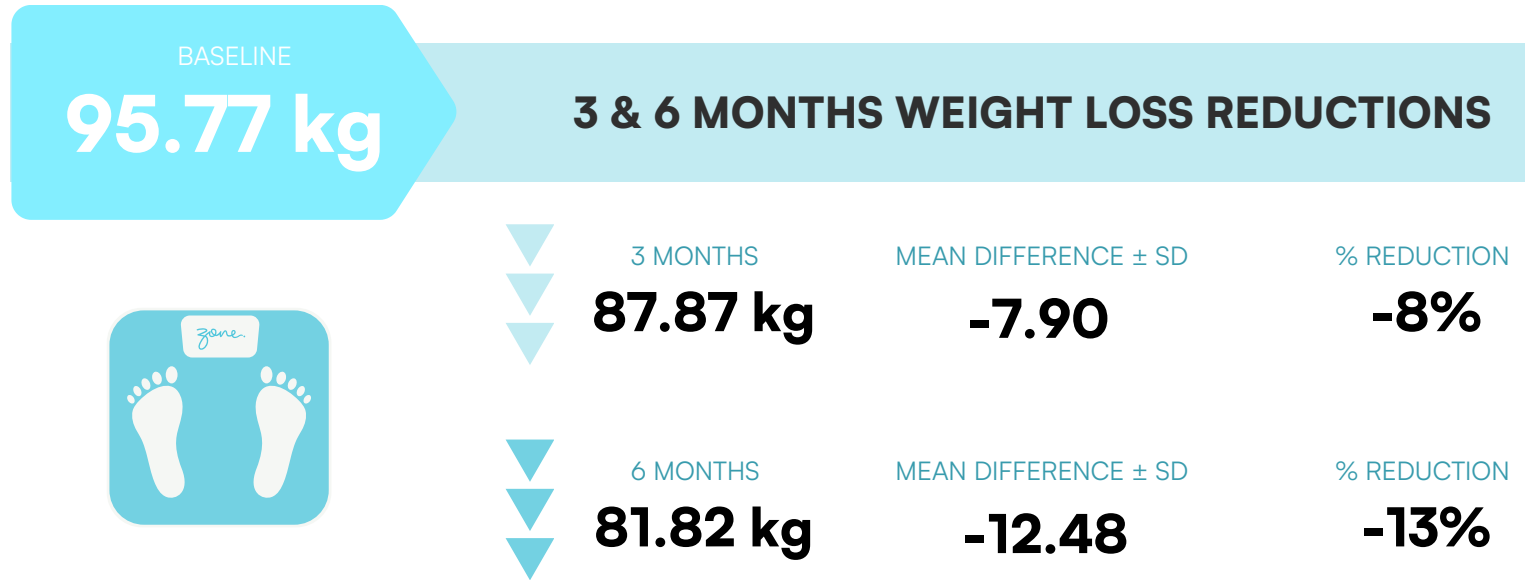 BASELINE
95.77 kg
3 & 6 MONTHS WEIGHT LOSS REDUCTIONS
3 MONTHS MEAN DIFFERENCE ± SD % REDUCTION
87.87 kg -7.90 -8%
zone
6 MONTHS MEAN DIFFERENCE ± SD % REDUCTION
81.82 kg -12.48 -13%